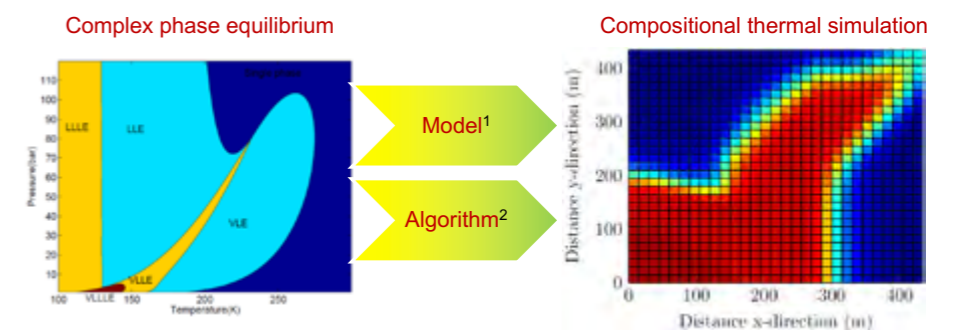 Complex phase equilibrium
Compositional thermal simulation
Pressure(bar)
110
100
90
80
70
60
50
40
30
20
10
LLLE
LLE
Single phase
VLE
VLLE
VLLLE
100
150
200
250
Temperature(K)
Model1
Algorithm2
Distance y-direction (m)
400
300
200
100
0
0
100
200
300
400
Distance x-direction (m)